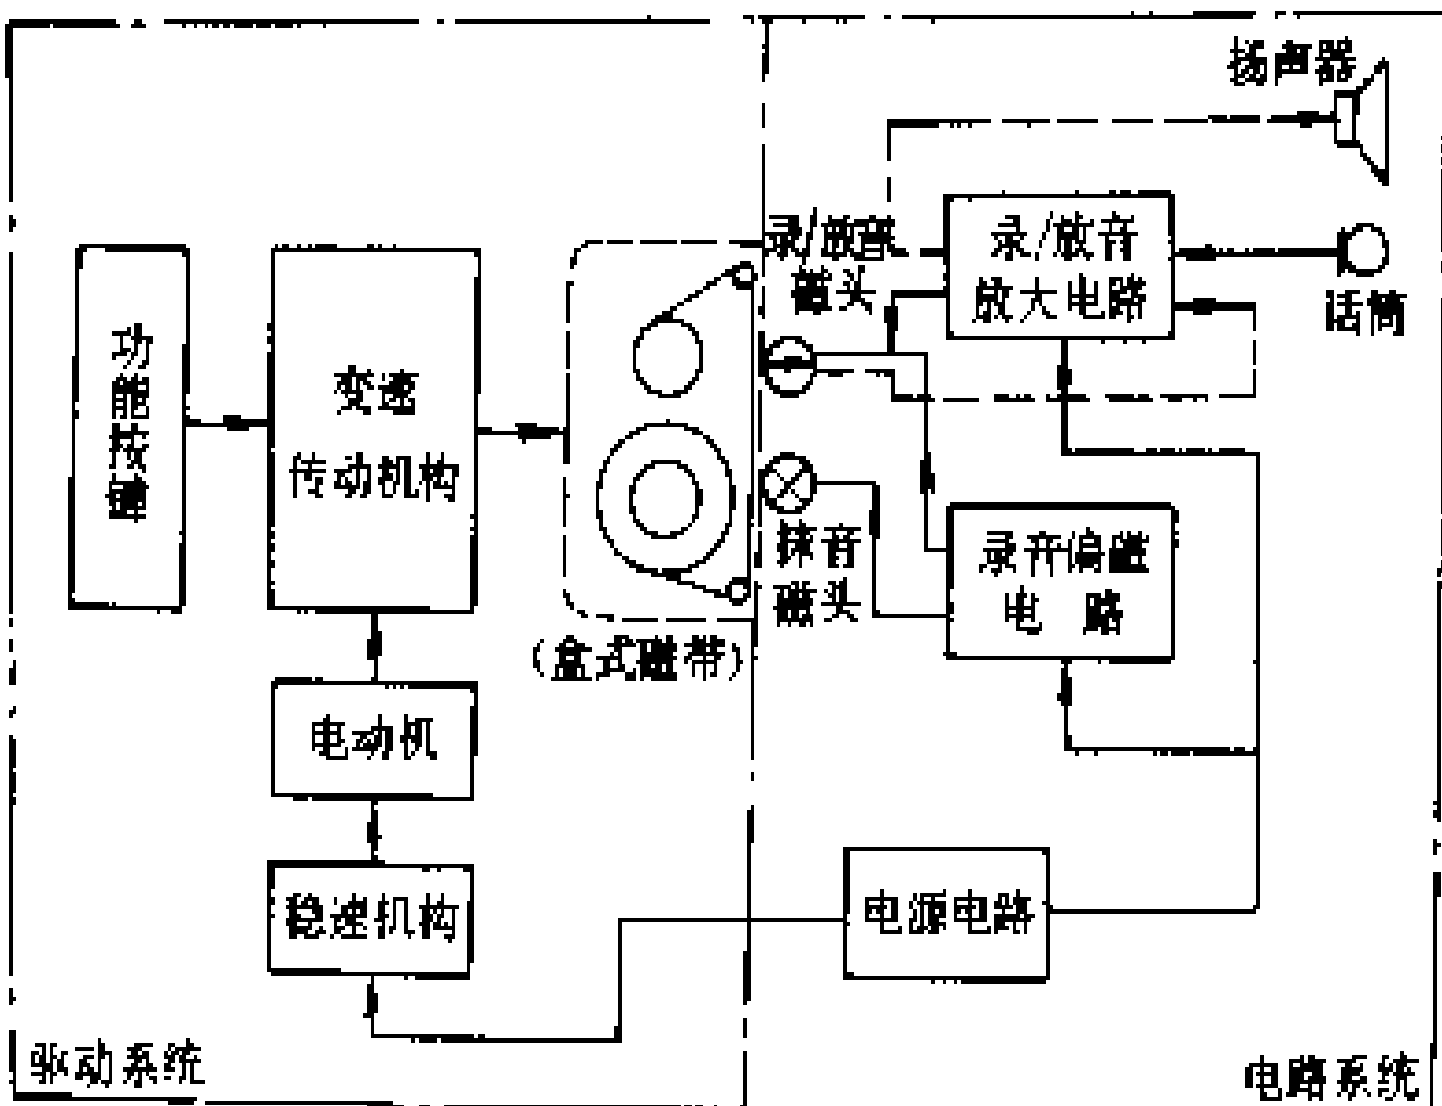 扬声器
录/放音
磁头
录/放音
放大电路
话筒
功能按键
变速
传动机构
抹音
磁头
录音偏磁
电 路
(盒式磁带)
电动机
稳速机构
电源电路
驱动系统
电路系统